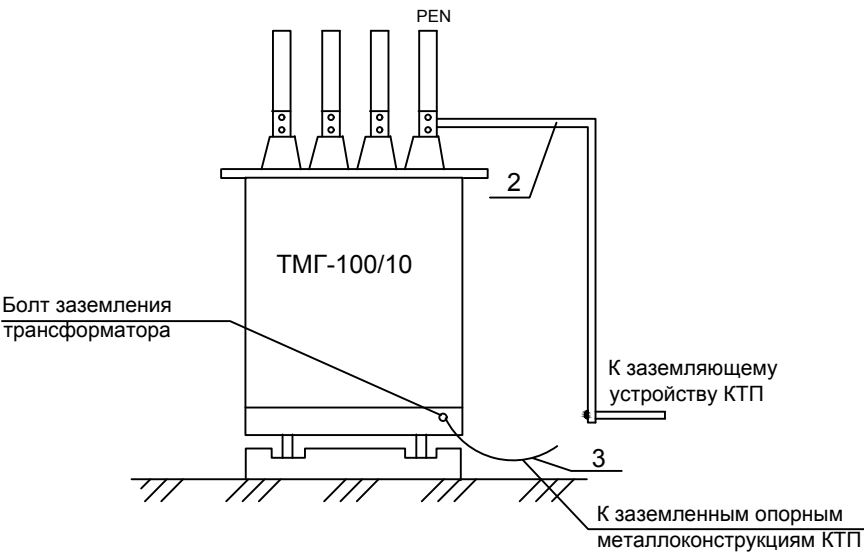 PEN
2
ТМГ-100/10
Болт заземления
трансформатора
К заземляющему
устройству КТП
3
К заземленным опорным
металлоконструкциям КТП